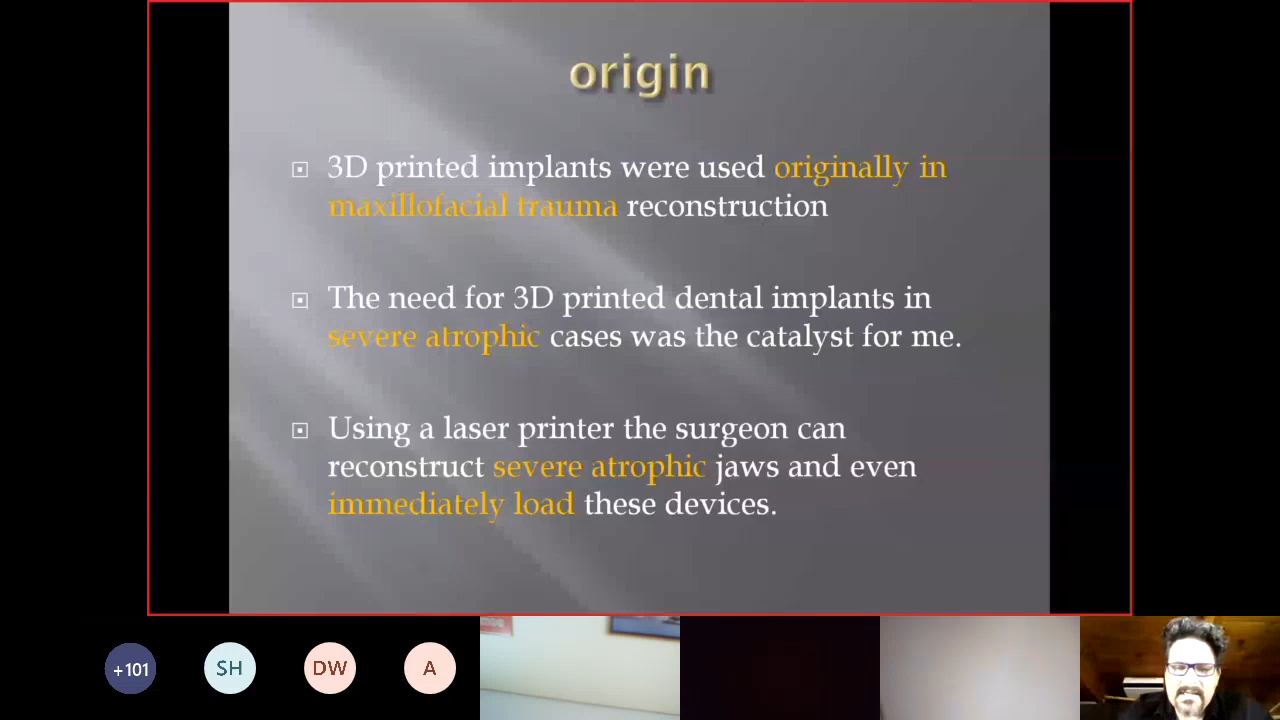 origin
3D printed implants were used originally in
maxillofacial trauma reconstruction
The need for 3D printed dental implants in
severe atrophic cases was the catalyst for me.
Using a laser printer the surgeon can
reconstruct severe atrophic jaws and even
immediately load these devices.
+101
SH
DW
A